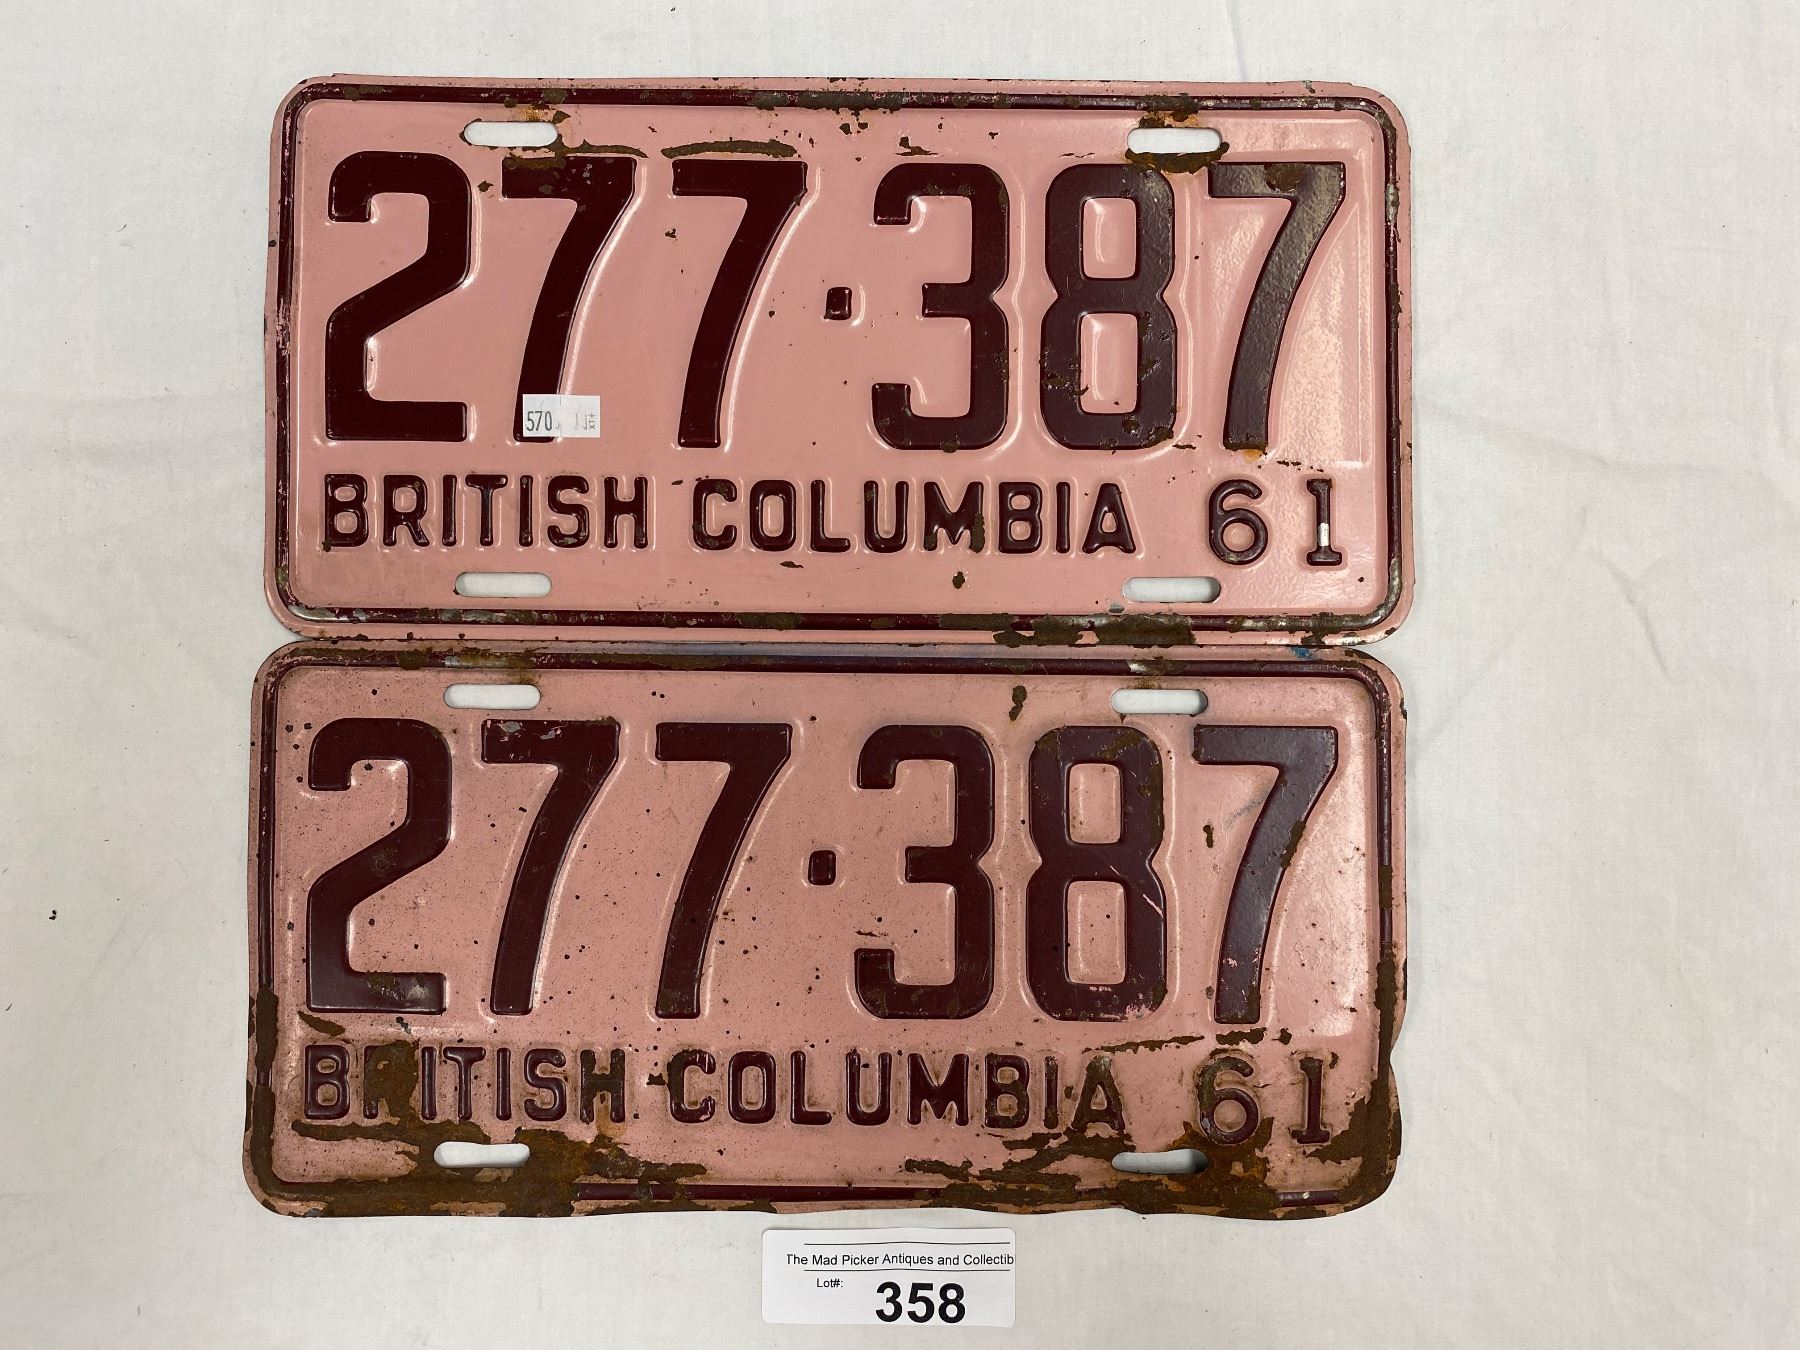 277·387
570
BRITISH COLUMBIA 61
277·387
BRITISH COLUMBIA 61
The Mad Picker Antiques and Collectib
Lot#:
358